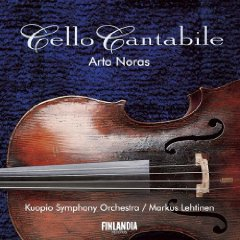 Cello Cantabile
Arto Noras
Kuopio Symphony Orchestra / Markus Lehtinen
FINLANDIA